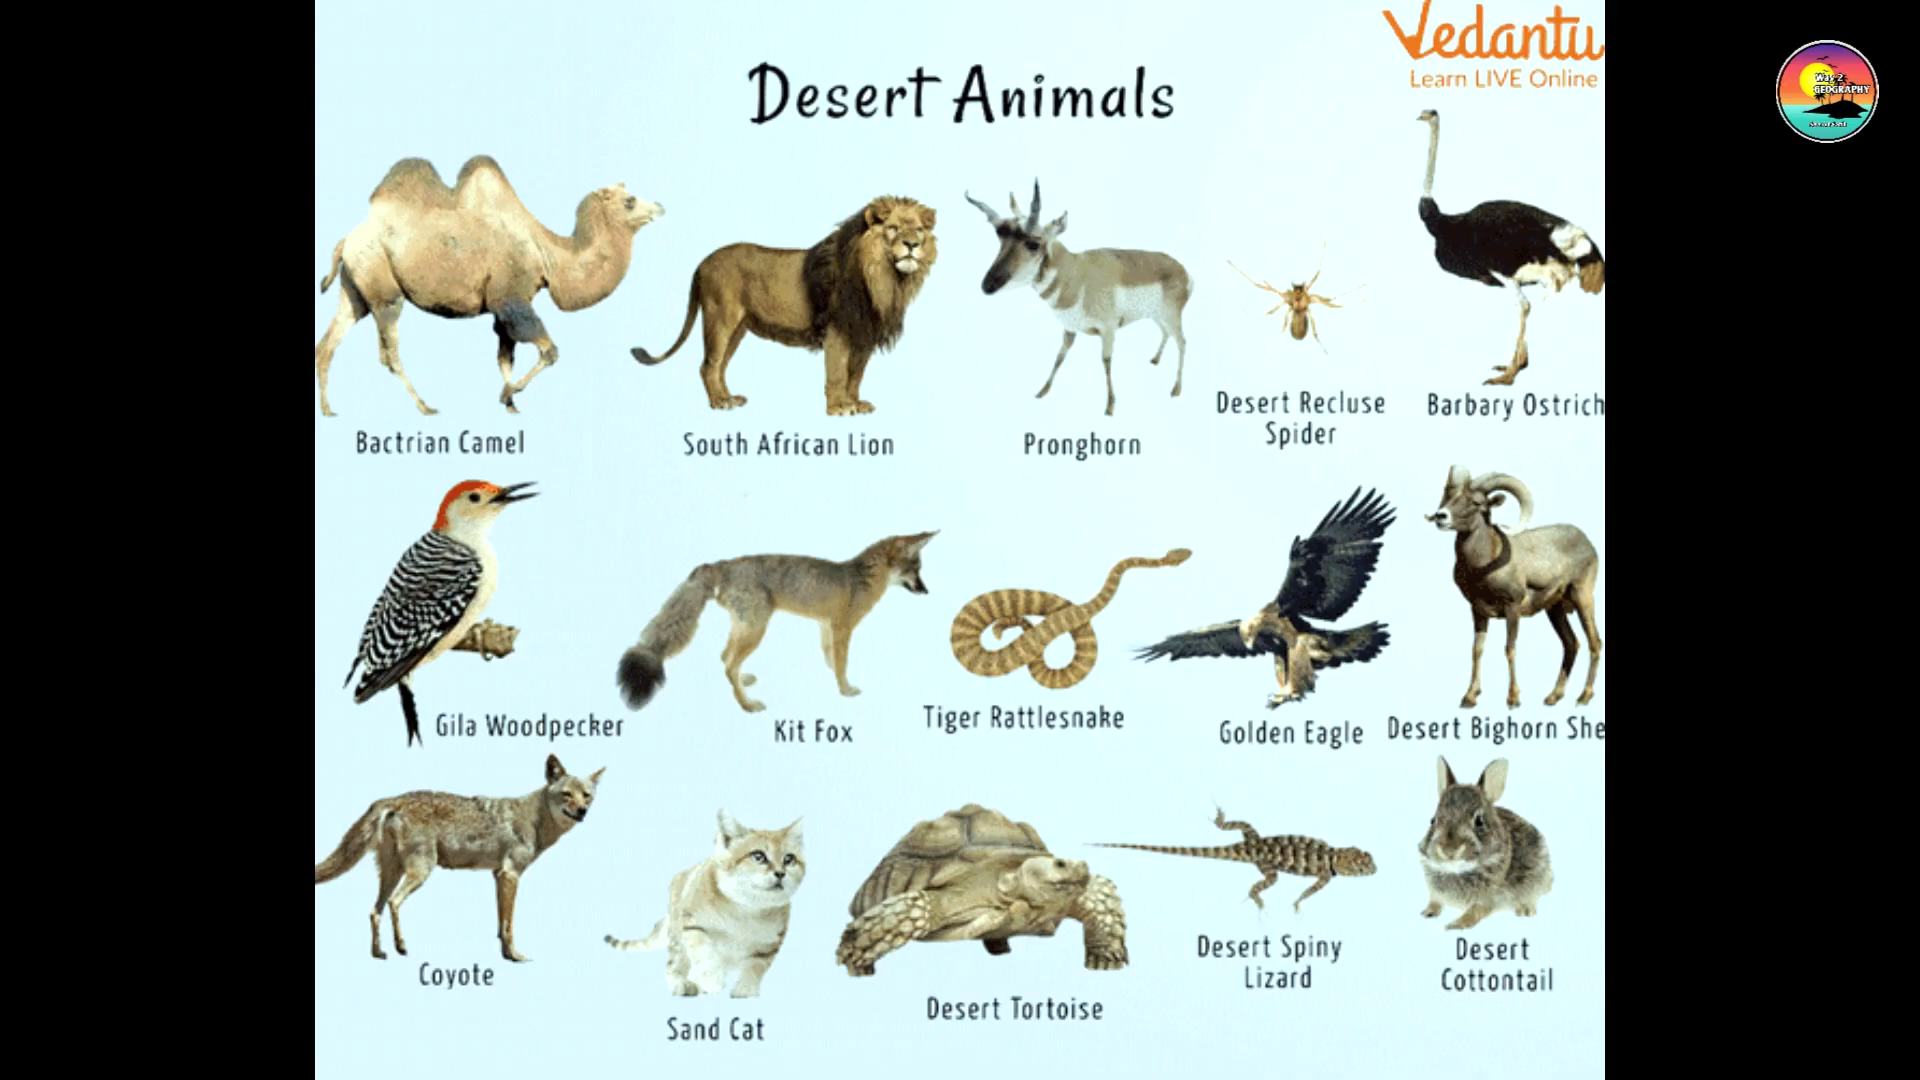 Vedantu
Learn LIVE Online
Way 2
GEOGRAPHY
Desert Animals
Bactrian Camel
South African Lion
Pronghorn
Desert Recluse
Spider
Barbary Ostrich
Gila Woodpecker
Kit Fox
Tiger Rattlesnake
Golden Eagle
Desert Bighorn She
Coyote
Sand Cat
Desert Tortoise
Desert Spiny
Lizard
Desert
Cottontail